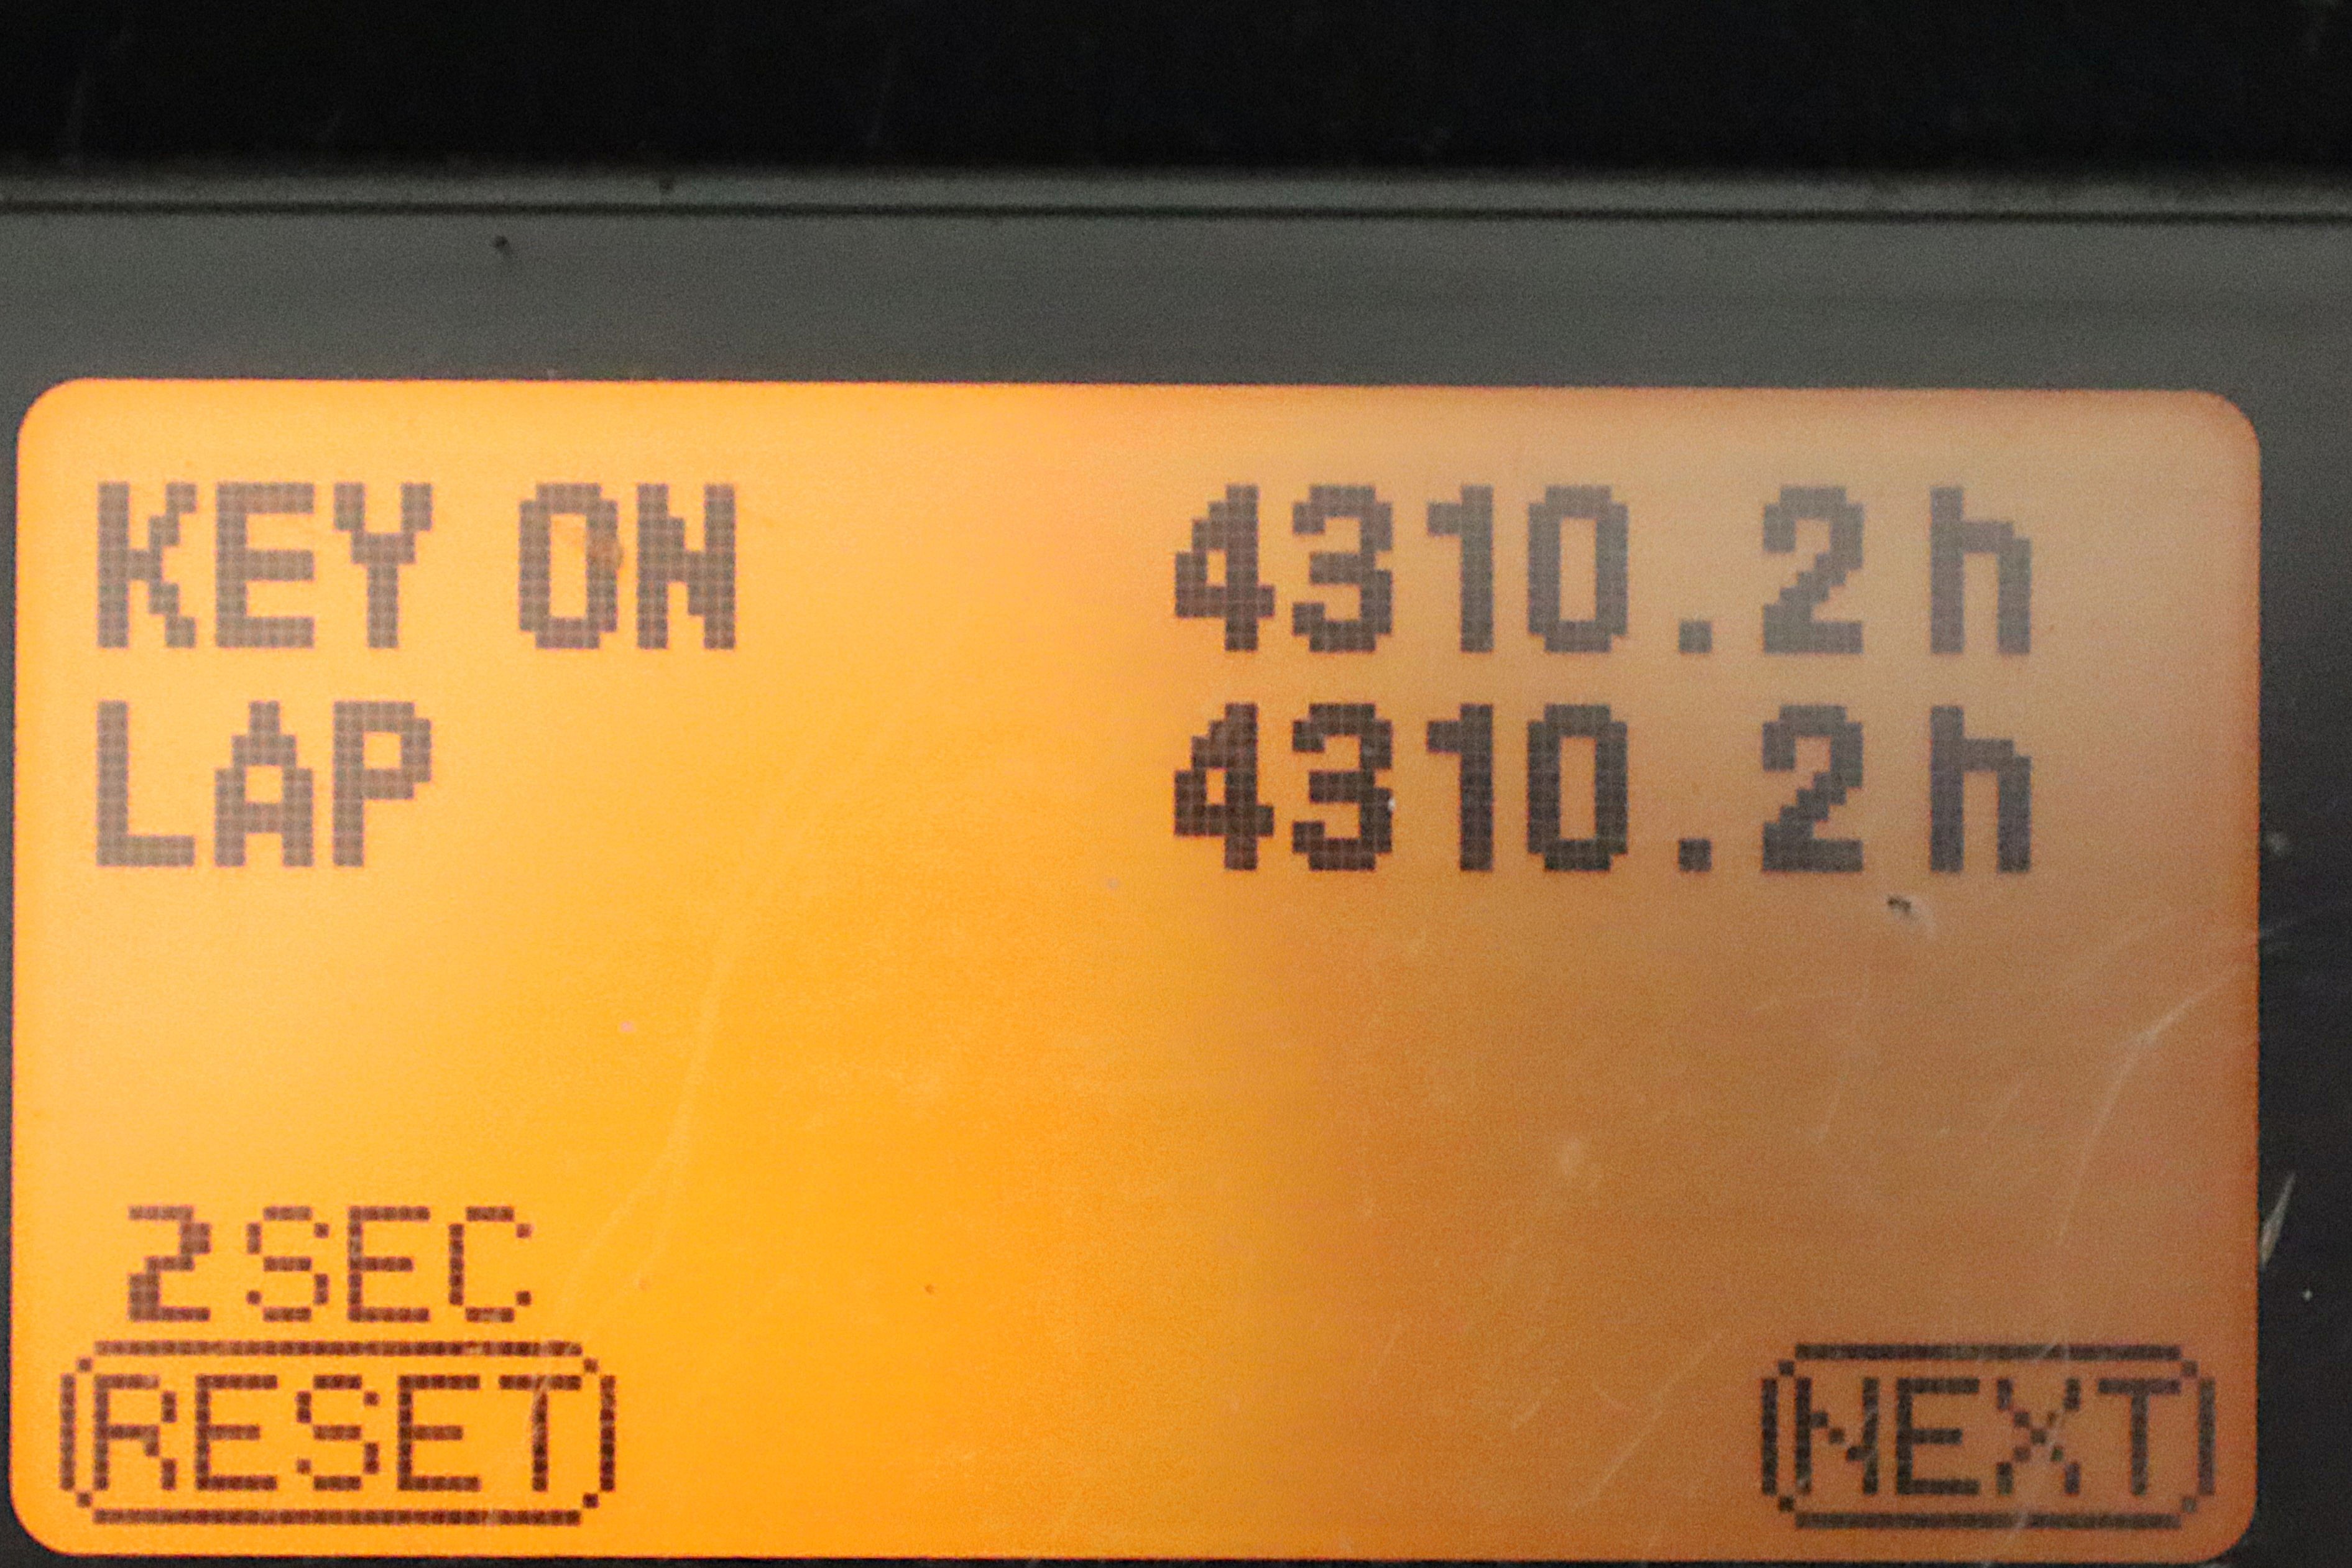 KEY ON 4310.2h
LAP 4310.2h
2SEC
RESET NEXT